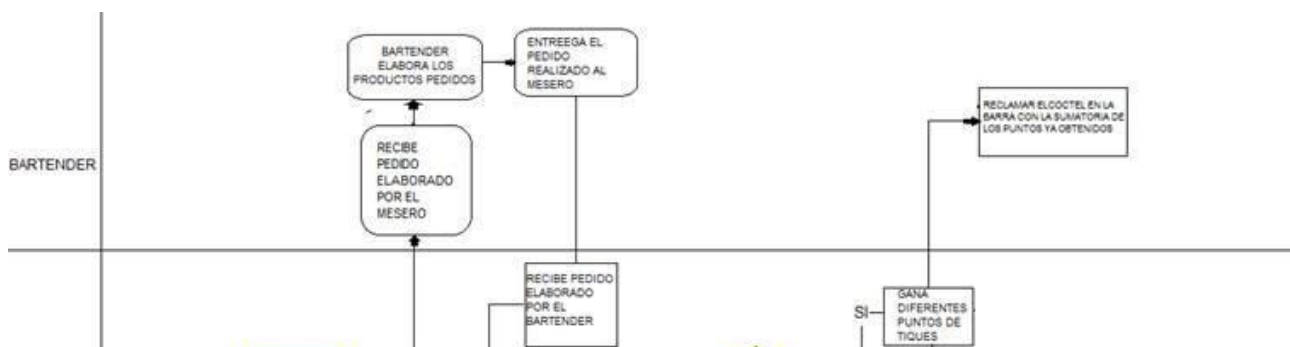 BARTENDER
ELABORA LOS
PRODUCTOS PEDIDOS
ENTREEGA EL
PEDIDO
REALIZADO AL
MESERO
RECLAMAR ELCOCTEL EN LA
BARRA CON LA SUMATORIA DE
LOS PUNTOS YA OBTENIDOS
BARTENDER
RECIBE
PEDIDO
ELABORADO
POR EL
MESERO
RECIBE PEDIDO
ELABORADO
POR EL
BARTENDER
SI
GANA
DIFERENTES
PUNTOS DE
TIQUES